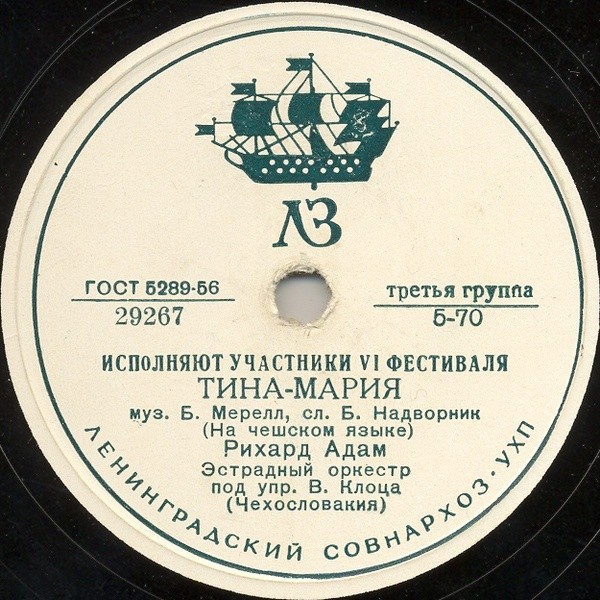 ЛЗ
ГОСТ 5289-56
29267
третья группа
5-70
ИСПОЛНЯЮТ УЧАСТНИКИ VI ФЕСТИВАЛЯ
ТИНА-МАРИЯ
муз. Б. Мерелл, сл. Б. Надворник
(На чешском языке)
Рихард Адам
Эстрадный оркестр
под упр. В. Клоца
(Чехословакия)
ЛЕНИНГРАДСКИЙ СОВНАРХОЗ·УХП